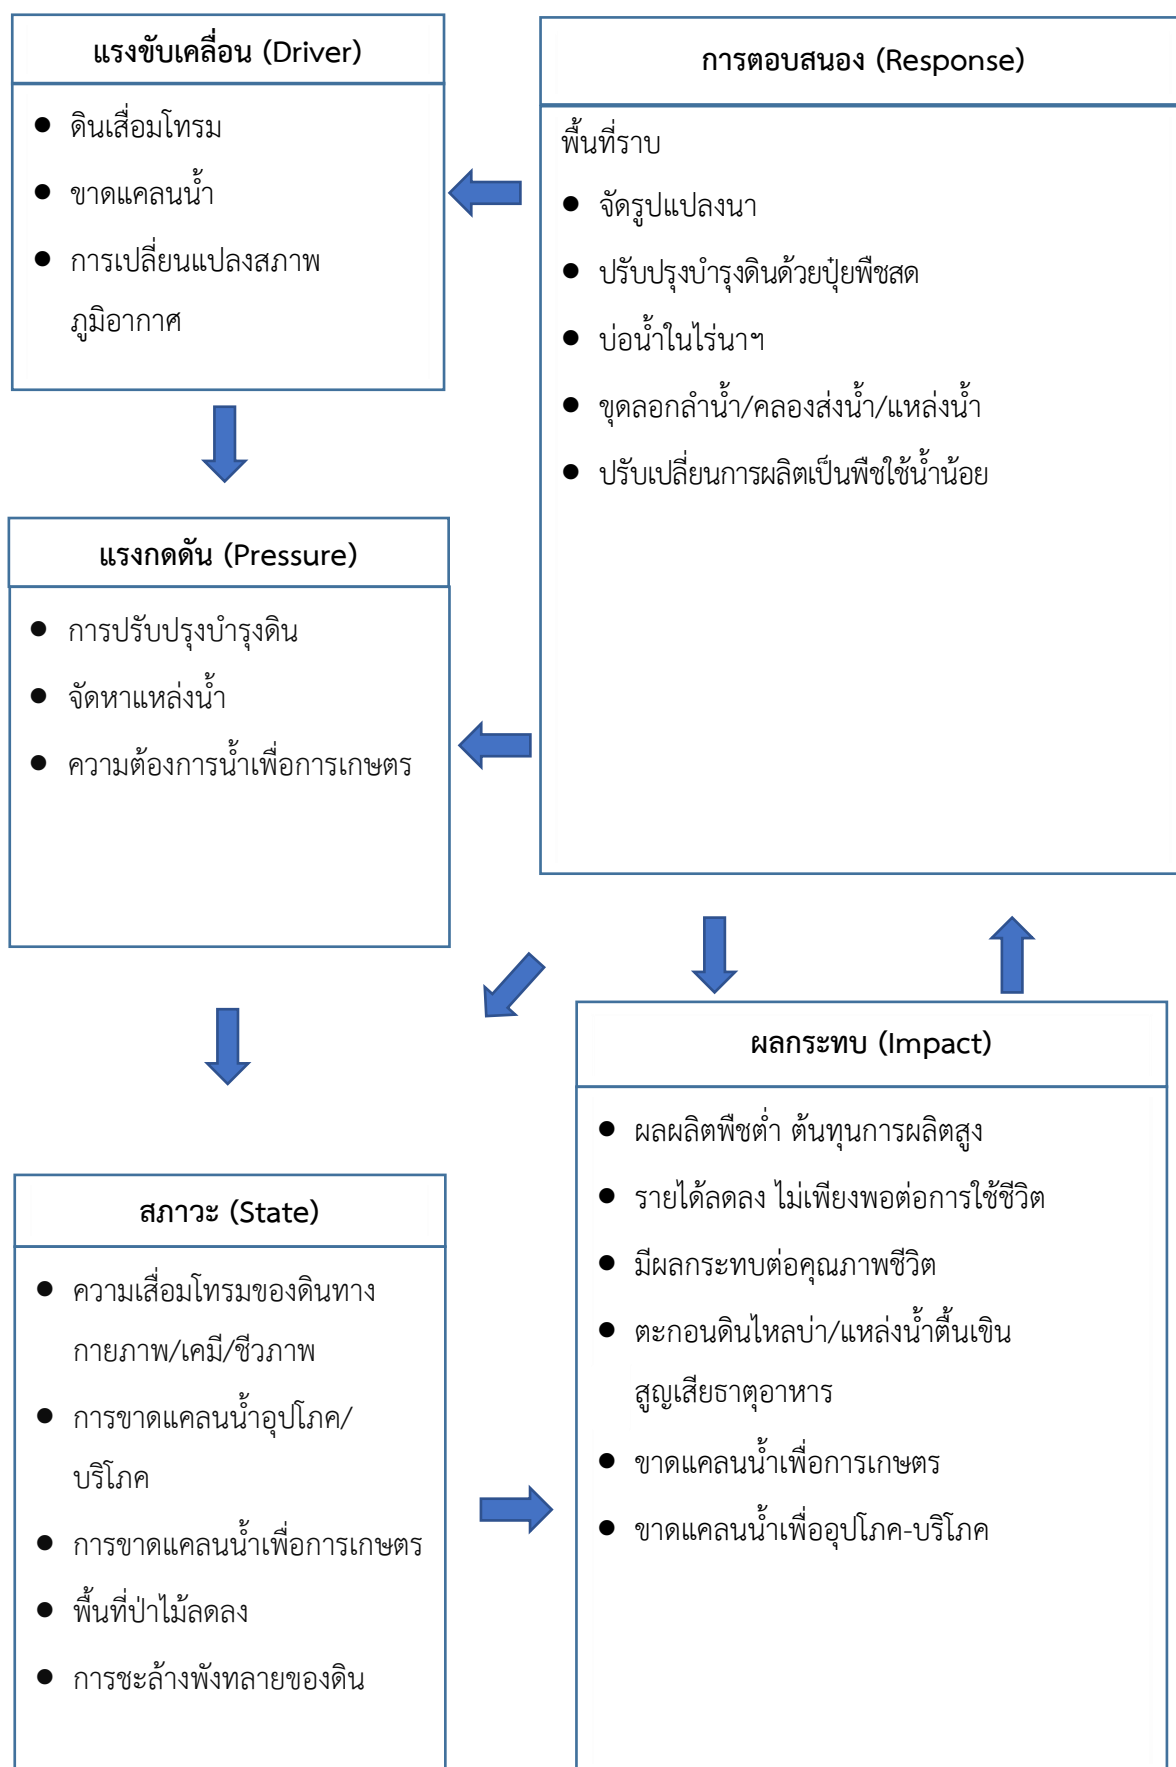 แรงขับเคลื่อน (Driver)
● ดินเสื่อมโทรม
● ขาดแคลนน้ำ
● การเปลี่ยนแปลงสภาพ
ภูมิอากาศ
การตอบสนอง (Response)
พื้นที่ราบ
● จัดรูปแปลงนา
● ปรับปรุงบำรุงดินด้วยปุ๋ยพืชสด
● บ่อน้ำในไร่นาฯ
● ขุดลอกลำน้ำ/คลองส่งน้ำ/แหล่งน้ำ
● ปรับเปลี่ยนการผลิตเป็นพืชใช้น้ำน้อย
แรงกดดัน (Pressure)
● การปรับปรุงบำรุงดิน
● จัดหาแหล่งน้ำ
● ความต้องการน้ำเพื่อการเกษตร
สภาวะ (State)
● ความเสื่อมโทรมของดินทาง
กายภาพ/เคมี/ชีวภาพ
● การขาดแคลนน้ำอุปโภค/
บริโภค
● การขาดแคลนน้ำเพื่อการเกษตร
● พื้นที่ป่าไม้ลดลง
● การชะล้างพังทลายของดิน
ผลกระทบ (Impact)
● ผลผลิตพืชต่ำ ต้นทุนการผลิตสูง
● รายได้ลดลง ไม่เพียงพอต่อการใช้ชีวิต
● มีผลกระทบต่อคุณภาพชีวิต
● ตะกอนดินไหลบ่า/แหล่งน้ำตื้นเขิน
สูญเสียธาตุอาหาร
● ขาดแคลนน้ำเพื่อการเกษตร
● ขาดแคลนน้ำเพื่ออุปโภค-บริโภค